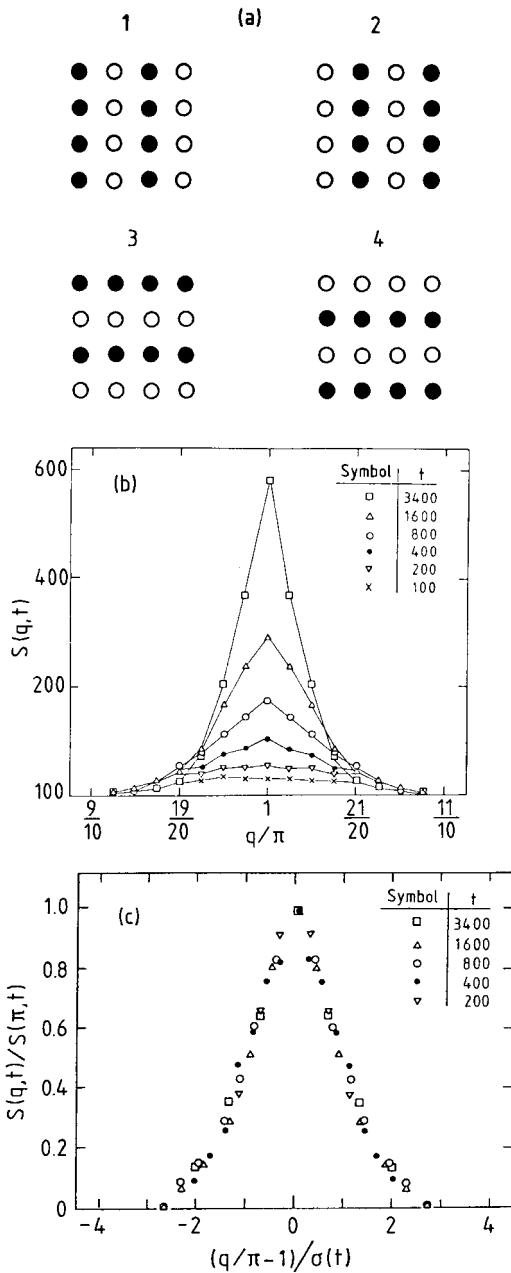 (a)
1 2
3 4
(b)
Symbol t
□ 3400
△ 1600
○ 800
• 400
▽ 200
× 100
S(q,t)
600
400
200
100
9/10 19/20 1 21/20 11/10
q/π
(c)
Symbol t
□ 3400
△ 1600
○ 800
• 400
▽ 200
S(q,t)/S(π,t)
1.0
0.8
0.6
0.4
0.2
0
−4 −2 0 2 4
(q/π−1)/σ(t)